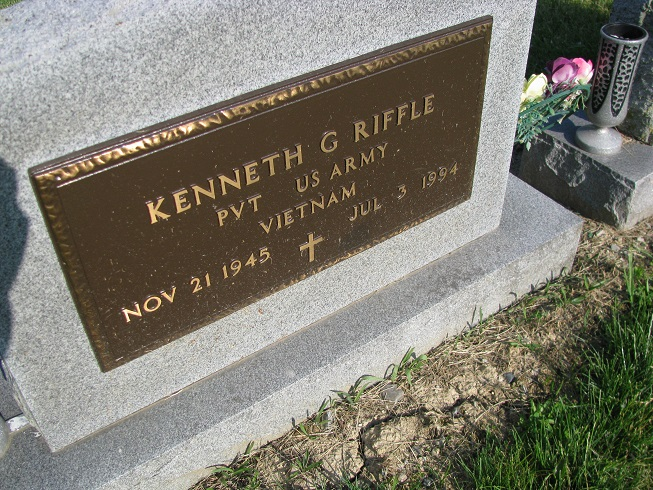 KENNETH G RIFFLE
PVT US ARMY
VIETNAM
NOV 21 1945 JUL 3 1994